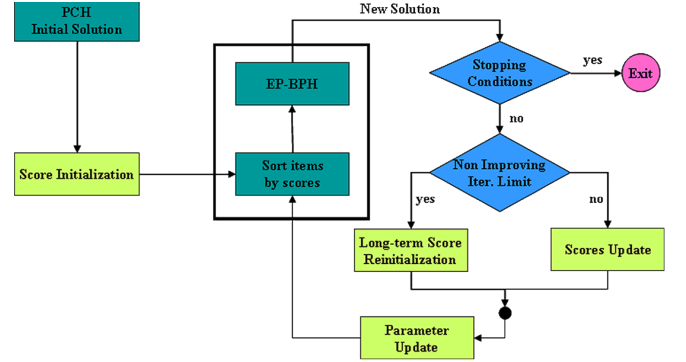 PCH
Initial Solution
New Solution
Stopping
Conditions
yes
Exit
EP-BPH
no
Score Initialization
Sort items
by scores
Non Improving
Iter. Limit
yes
no
Long-term Score
Reinitialization
Scores Update
Parameter
Update